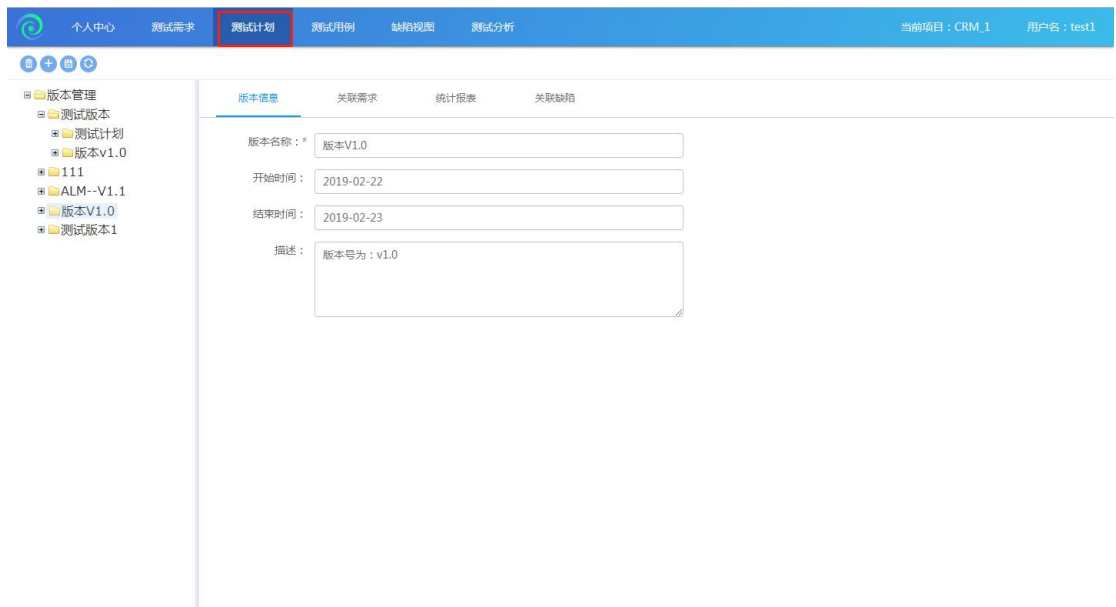 个人中心 测试需求 测试计划 测试用例 缺陷视图 测试分析 当前项目：CRM_1 用户名：test1
版本管理
测试版本
测试计划
版本v1.0
111
ALM--V1.1
版本V1.0
测试版本1
版本信息 关联需求 统计报表 关联缺陷
版本名称：* 版本V1.0
开始时间： 2019-02-22
结束时间： 2019-02-23
描述： 版本号为：v1.0